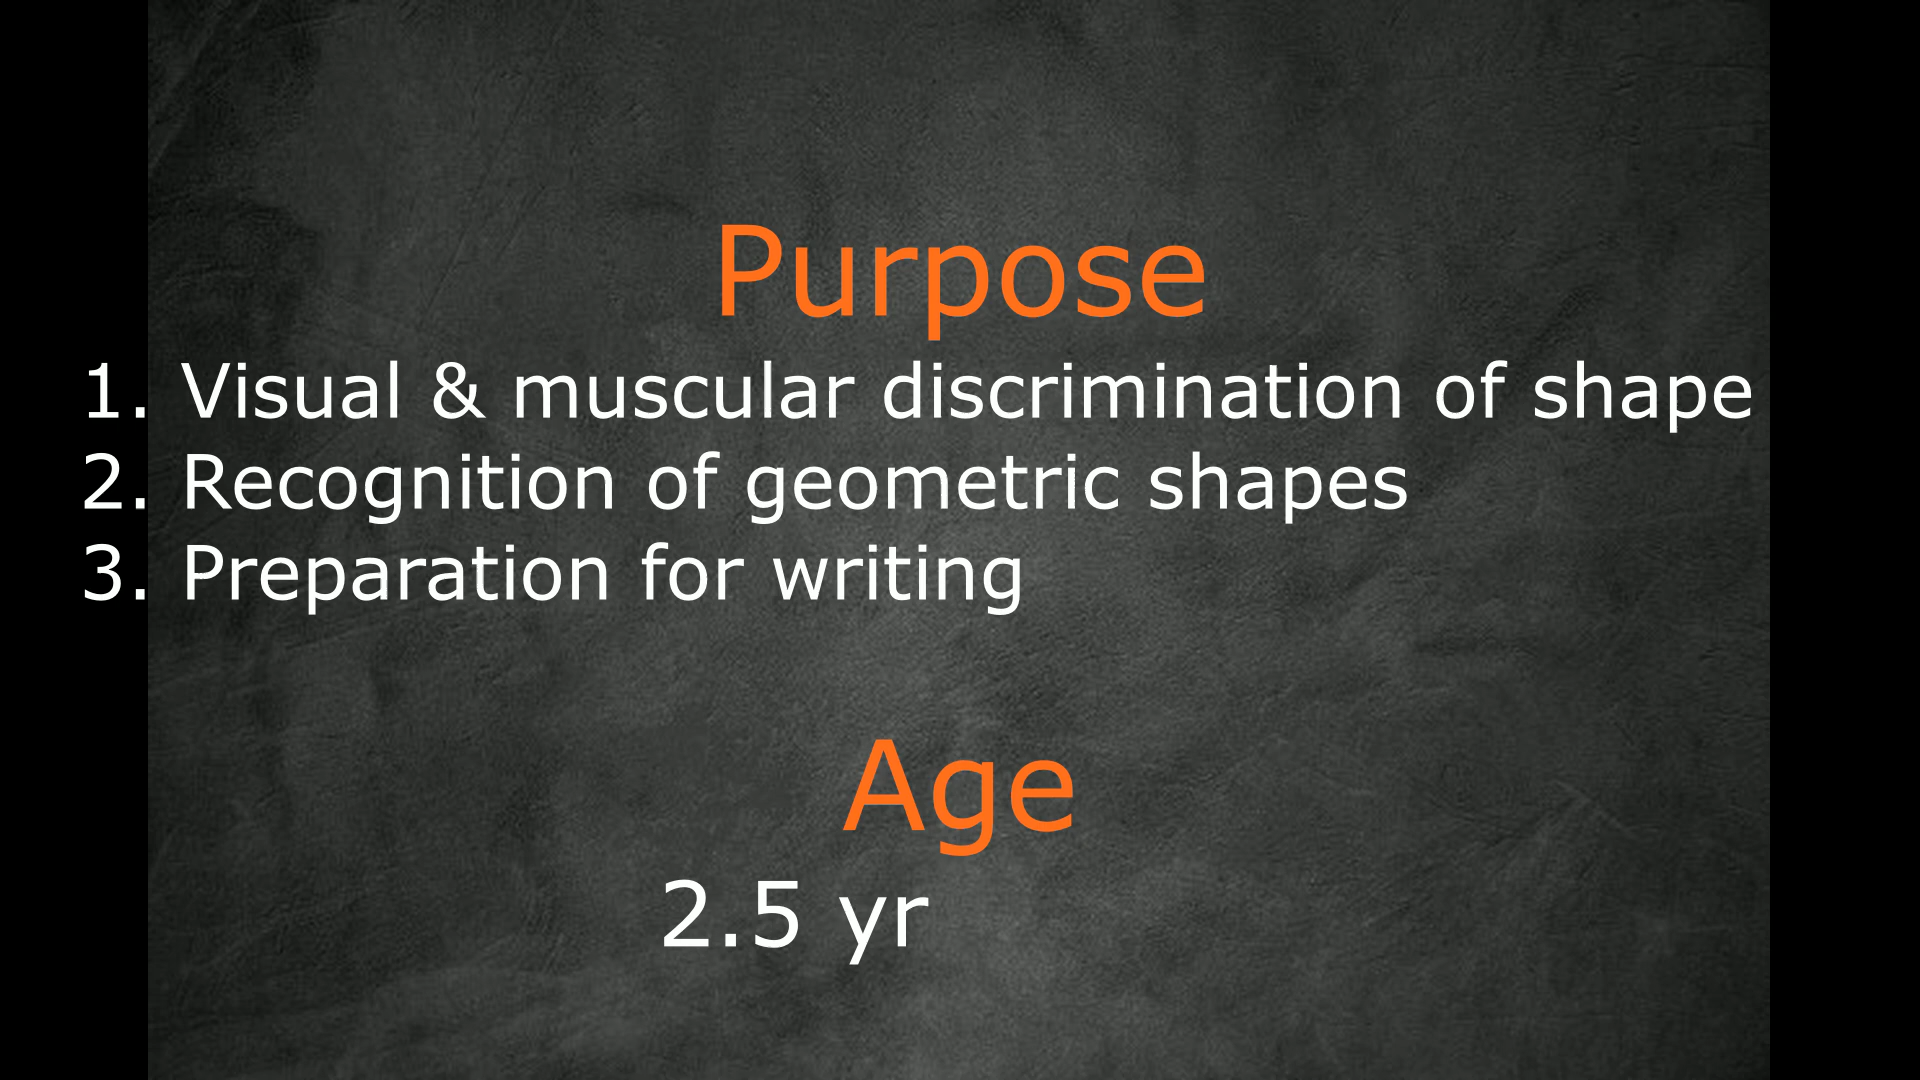 Purpose
1. Visual & muscular discrimination of shape
2. Recognition of geometric shapes
3. Preparation for writing
Age
2.5 yr